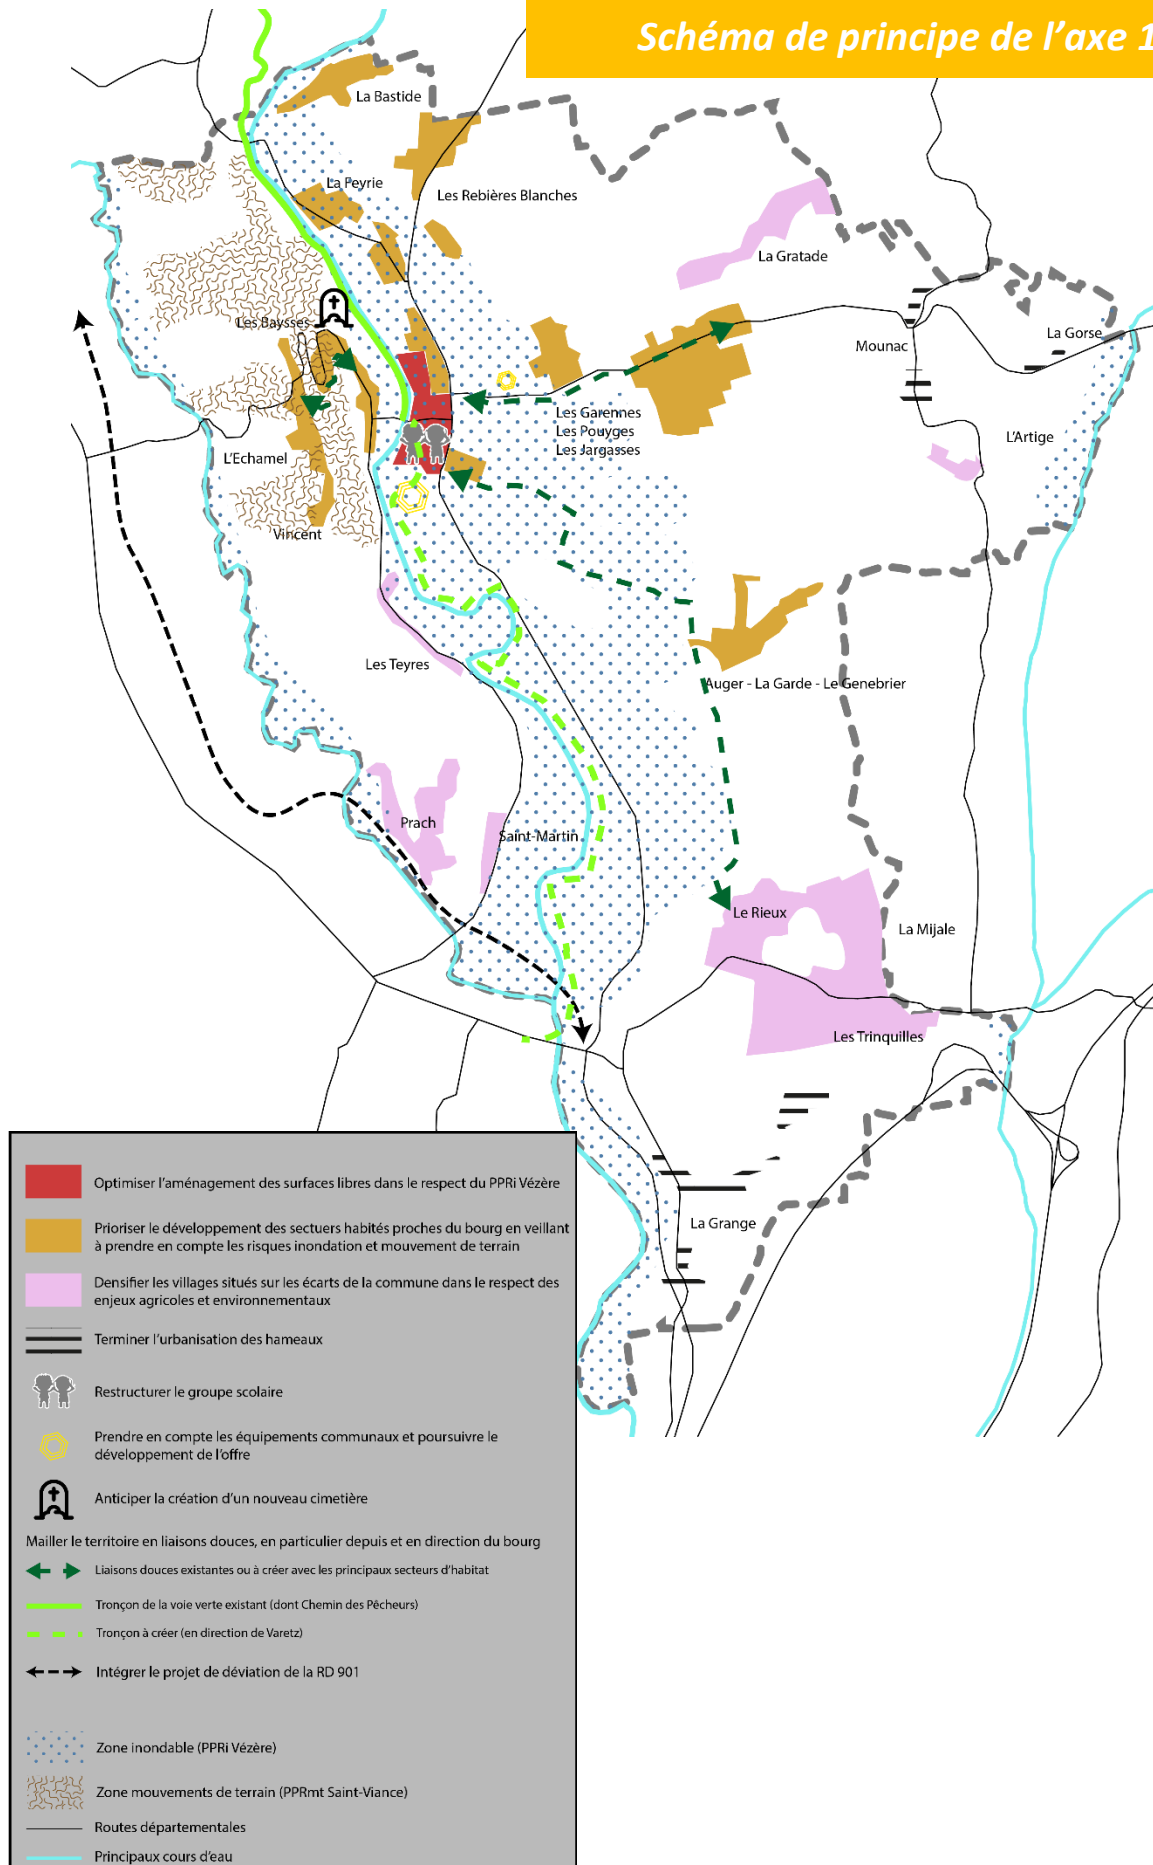 Schéma de principe de l'axe 1
La Bastide
La Peyrie
Les Rebières Blanches
La Gratade
Les Baysses
La Gorse
Mounac
Les Garennes
Les Pouyges
Les Jargasses
L'Artige
L'Echamel
Vincent
Les Teyres
Auger - La Garde - Le Genebrier
Prach
Saint-Martin
Le Rieux
La Mijale
Les Trinquilles
La Grange
Optimiser l'aménagement des surfaces libres dans le respect du PPRi Vézère
Prioriser le développement des sectuers habités proches du bourg en veillant
à prendre en compte les risques inondation et mouvement de terrain
Densifier les villages situés sur les écarts de la commune dans le respect des
enjeux agricoles et environnementaux
Terminer l'urbanisation des hameaux
Restructurer le groupe scolaire
Prendre en compte les équipements communaux et poursuivre le
développement de l'offre
Anticiper la création d'un nouveau cimetière
Mailler le territoire en liaisons douces, en particulier depuis et en direction du bourg
Liaisons douces existantes ou à créer avec les principaux secteurs d'habitat
Tronçon de la voie verte existant (dont Chemin des Pêcheurs)
Tronçon à créer (en direction de Varetz)
Intégrer le projet de déviation de la RD 901
Zone inondable (PPRi Vézère)
Zone mouvements de terrain (PPRmt Saint-Viance)
Routes départementales
Principaux cours d'eau